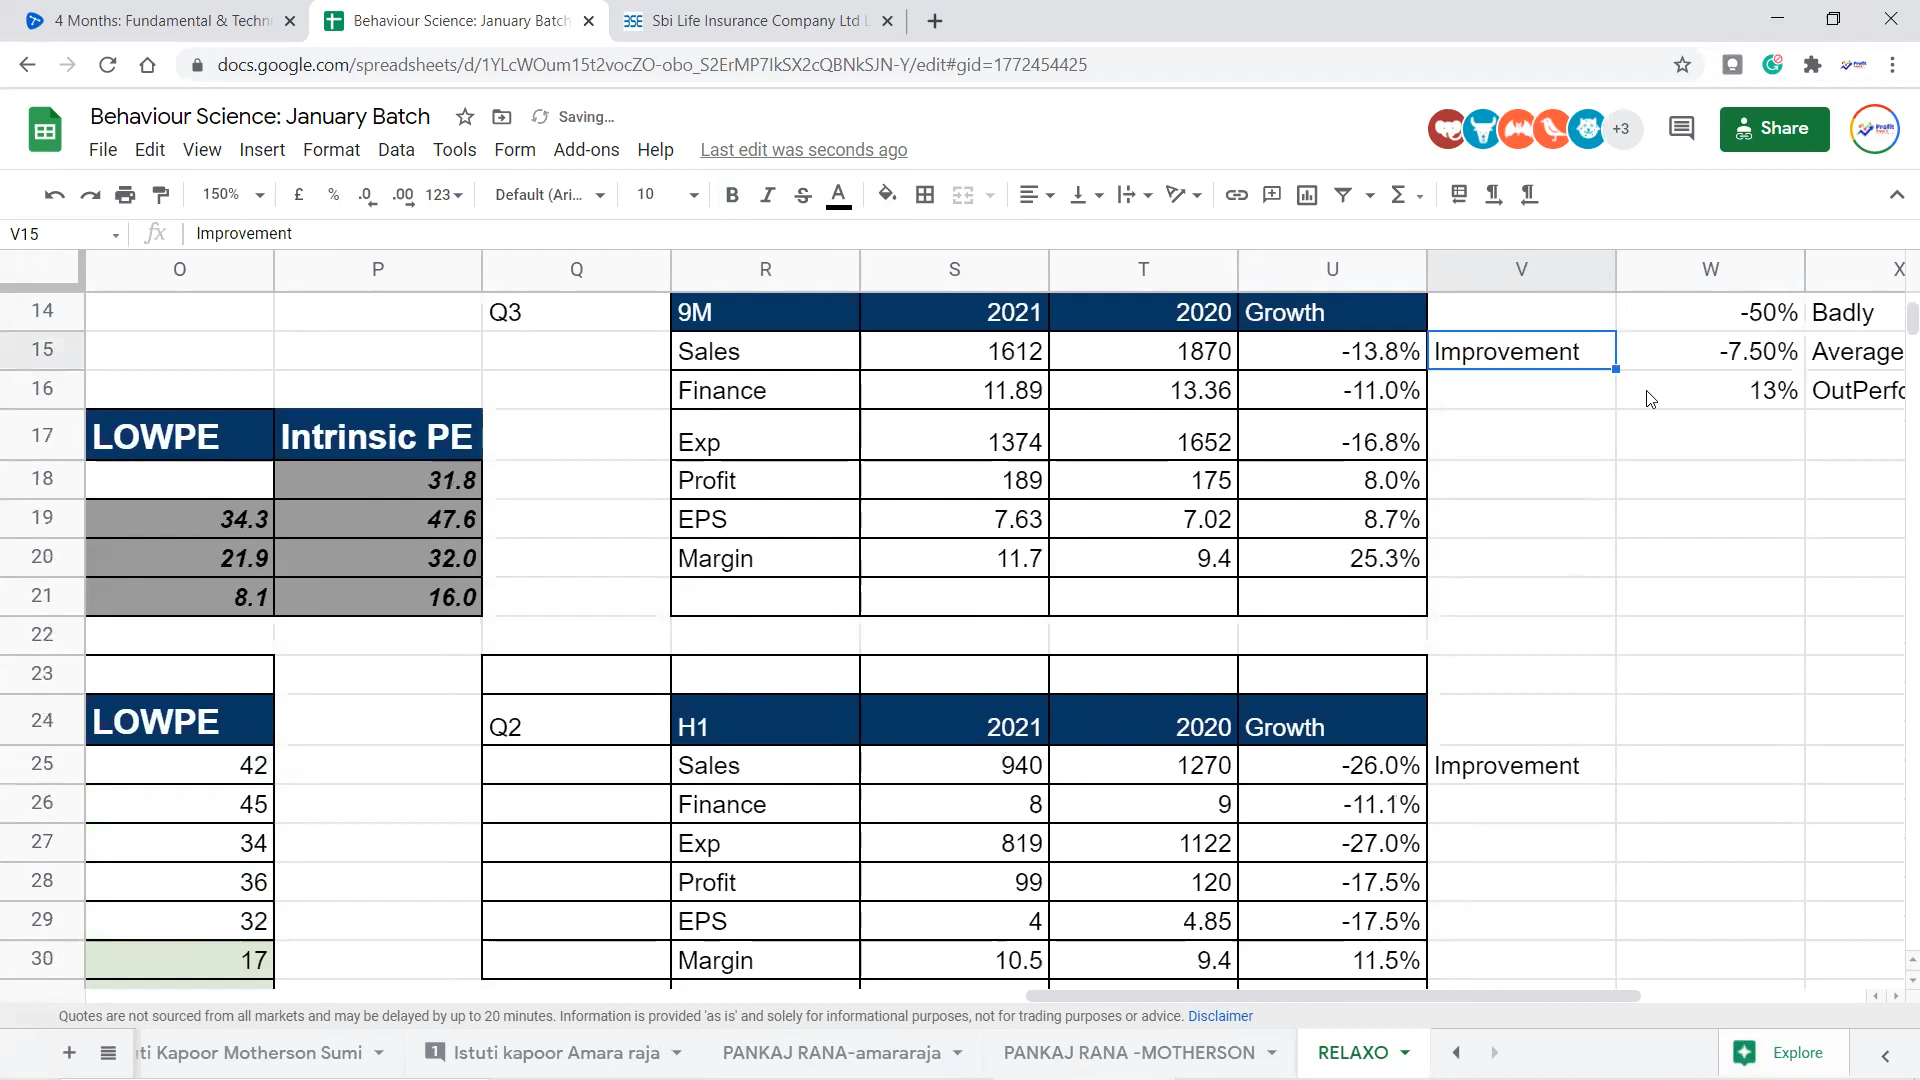 4 Months: Fundamental & Techn
Behaviour Science: January Batch
BSE Sbi Life Insurance Company Ltd
docs.google.com/spreadsheets/d/1YLcWOum15t2vocZO-obo_S2ErMP7IkSX2cQBNkSJN-Y/edit#gid=1772454425
Behaviour Science: January Batch Saving...
+3 Share
File Edit View Insert Format Data Tools Form Add-ons Help Last edit was seconds ago
150% £ % .0 .00 123 Default (Ari... 10 B I S A
V15 fx Improvement
O P Q R S T U V W X
14 Q3 9M 2021 2020 Growth -50% Badly
15 Sales 1612 1870 -13.8% Improvement -7.50% Average
16 Finance 11.89 13.36 -11.0% 13% OutPerfo
17 LOWPE Intrinsic PE Exp 1374 1652 -16.8%
18 31.8 Profit 189 175 8.0%
19 34.3 47.6 EPS 7.63 7.02 8.7%
20 21.9 32.0 Margin 11.7 9.4 25.3%
21 8.1 16.0
22
23
24 LOWPE Q2 H1 2021 2020 Growth
25 42 Sales 940 1270 -26.0% Improvement
26 45 Finance 8 9 -11.1%
27 34 Exp 819 1122 -27.0%
28 36 Profit 99 120 -17.5%
29 32 EPS 4 4.85 -17.5%
30 17 Margin 10.5 9.4 11.5%
Quotes are not sourced from all markets and may be delayed by up to 20 minutes. Information is provided 'as is' and solely for informational purposes, not for trading purposes or advice. Disclaimer
ti Kapoor Motherson Sumi 1 Istuti kapoor Amara raja PANKAJ RANA-amararaja PANKAJ RANA -MOTHERSON RELAXO Explore